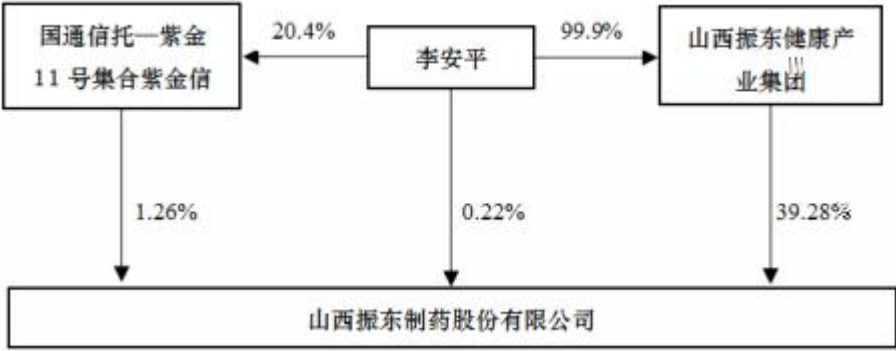 国通信托—紫金
11 号集合紫金信
20.4%
李安平
99.9%
山西振东健康产
业集团
1.26%
0.22%
39.28%
山西振东制药股份有限公司